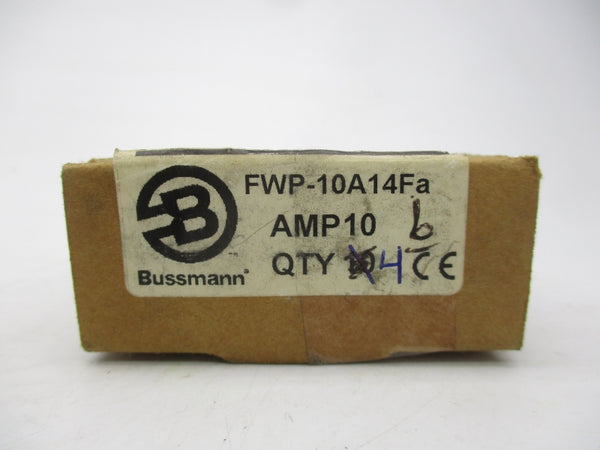 FWP-10A14Fa
B
AMP10 6
Bussmann
QTY 4 CE